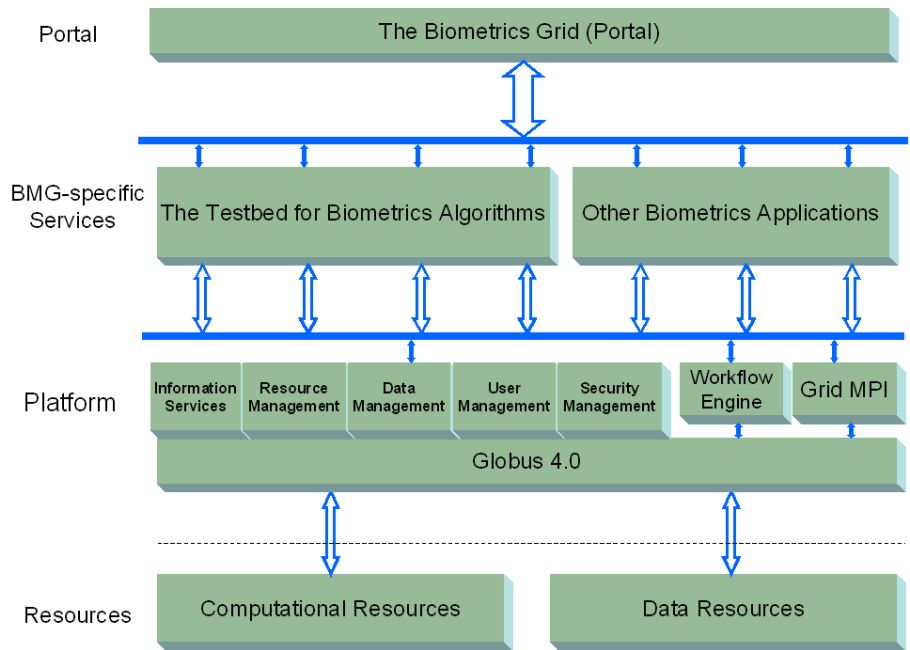 Portal
The Biometrics Grid (Portal)
BMG-specific
Services
The Testbed for Biometrics Algorithms
Other Biometrics Applications
Platform
Information
Services
Resource
Management
Data
Management
User
Management
Security
Management
Workflow
Engine
Grid MPI
Globus 4.0
Resources
Computational Resources
Data Resources